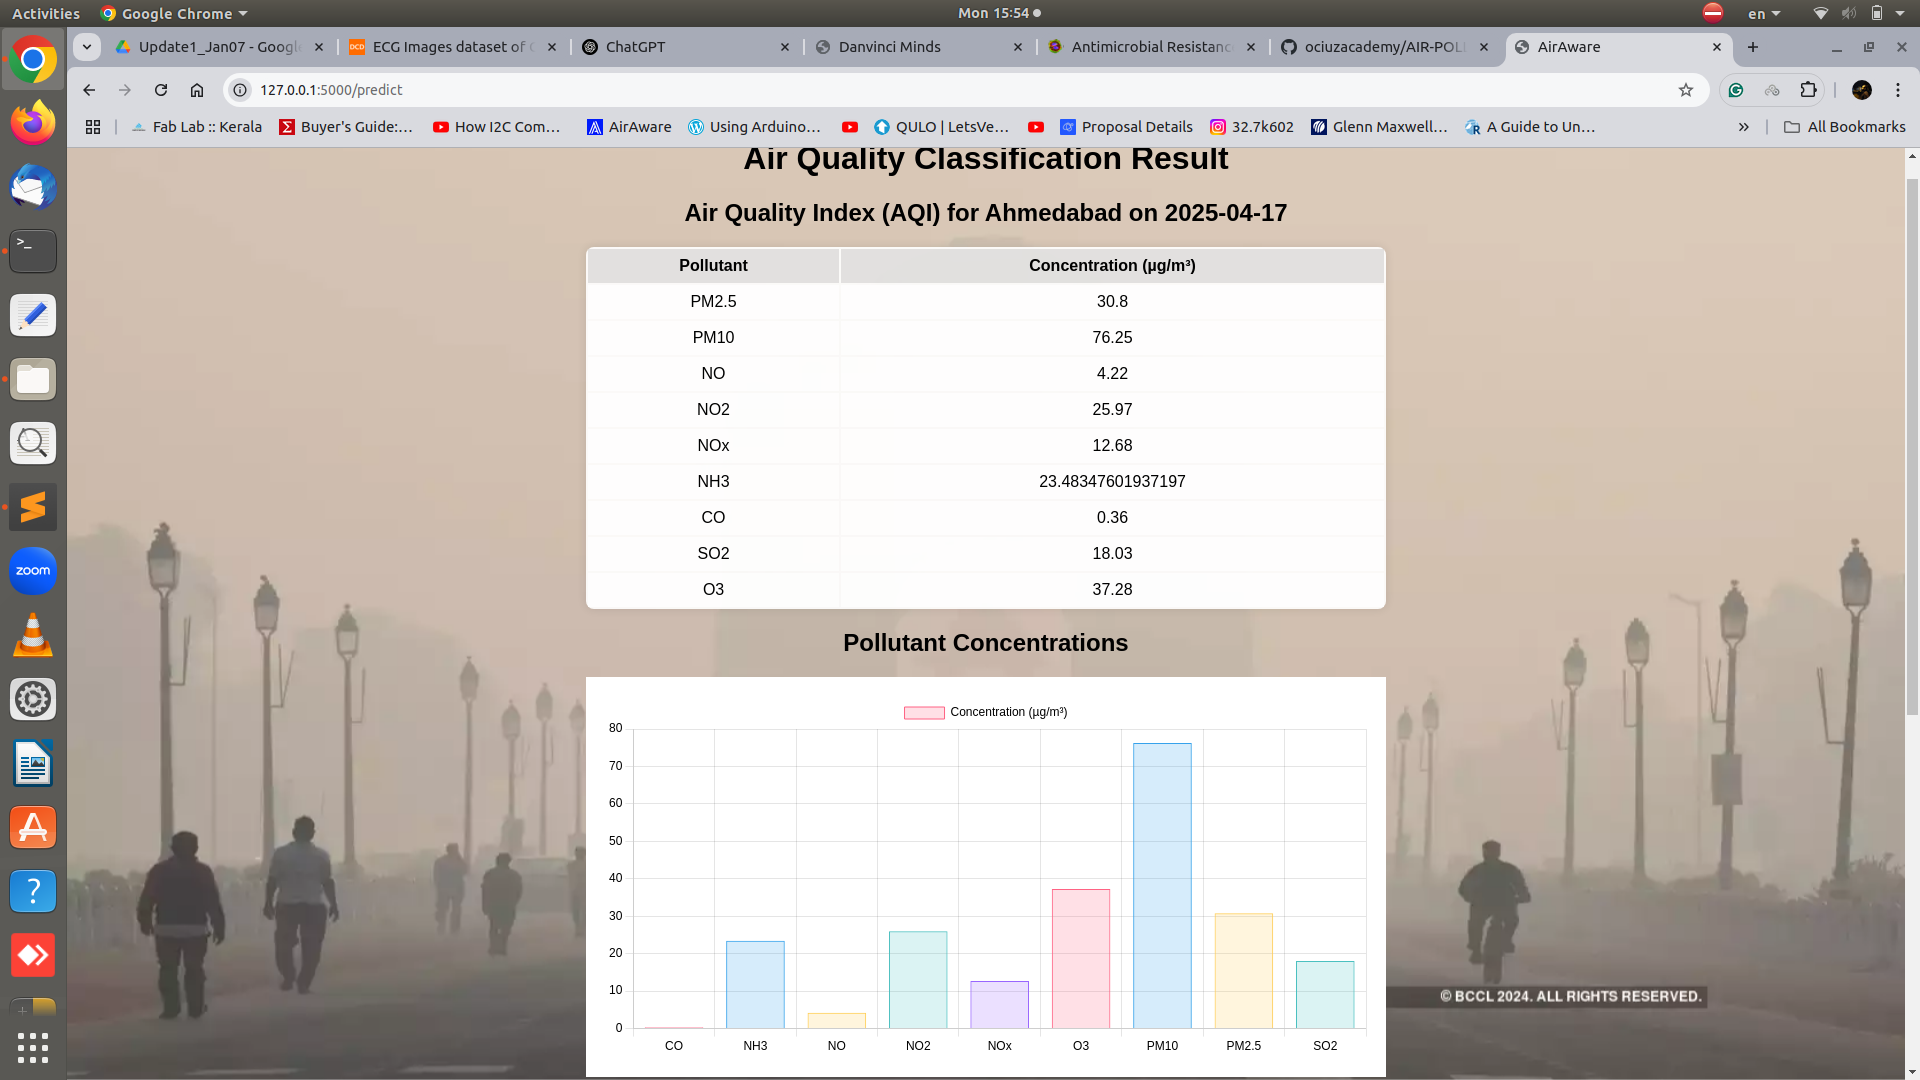 Activities Google Chrome Mon 15:54 en
Update1_Jan07 - Google ECG Images dataset of C ChatGPT Danvinci Minds Antimicrobial Resistanc ociuzacademy/AIR-POLL AirAware
127.0.0.1:5000/predict
Fab Lab :: Kerala Buyer's Guide:... How I2C Com... AirAware Using Arduino... QULO | LetsVe... Proposal Details 32.7k602 Glenn Maxwell... A Guide to Un... » All Bookmarks
Air Quality Classification Result
Air Quality Index (AQI) for Ahmedabad on 2025-04-17
Pollutant Concentration (µg/m³)
PM2.5 30.8
PM10 76.25
NO 4.22
NO2 25.97
NOx 12.68
NH3 23.48347601937197
CO 0.36
SO2 18.03
O3 37.28
Pollutant Concentrations
Concentration (µg/m³)
80
70
60
50
40
30
20
10
0
CO NH3 NO NO2 NOx O3 PM10 PM2.5 SO2
© BCCL 2024. ALL RIGHTS RESERVED.
zoom